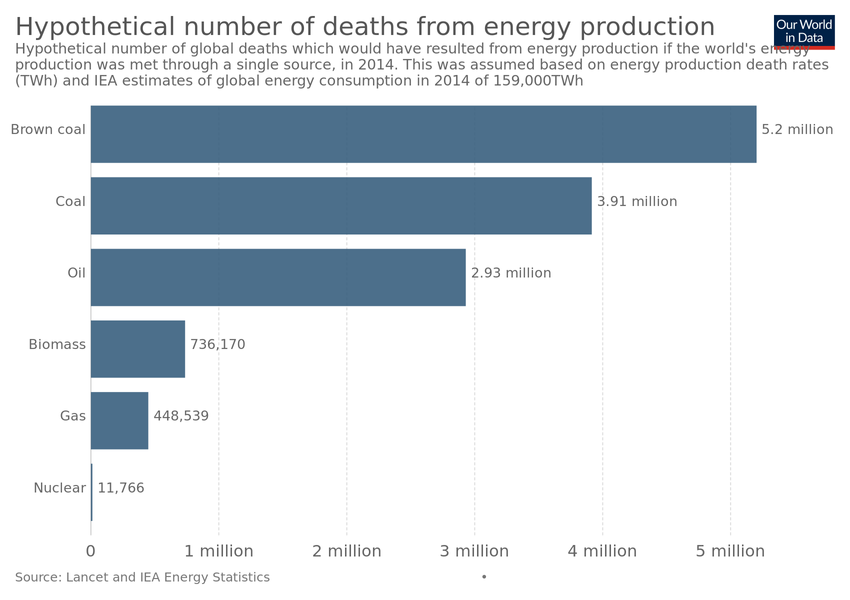 Hypothetical number of deaths from energy production
Our World
in Data
Hypothetical number of global deaths which would have resulted from energy production if the world's energy
production was met through a single source, in 2014. This was assumed based on energy production death rates
(TWh) and IEA estimates of global energy consumption in 2014 of 159,000TWh
Brown coal 5.2 million
Coal 3.91 million
Oil 2.93 million
Biomass 736,170
Gas 448,539
Nuclear 11,766
0 1 million 2 million 3 million 4 million 5 million
Source: Lancet and IEA Energy Statistics •